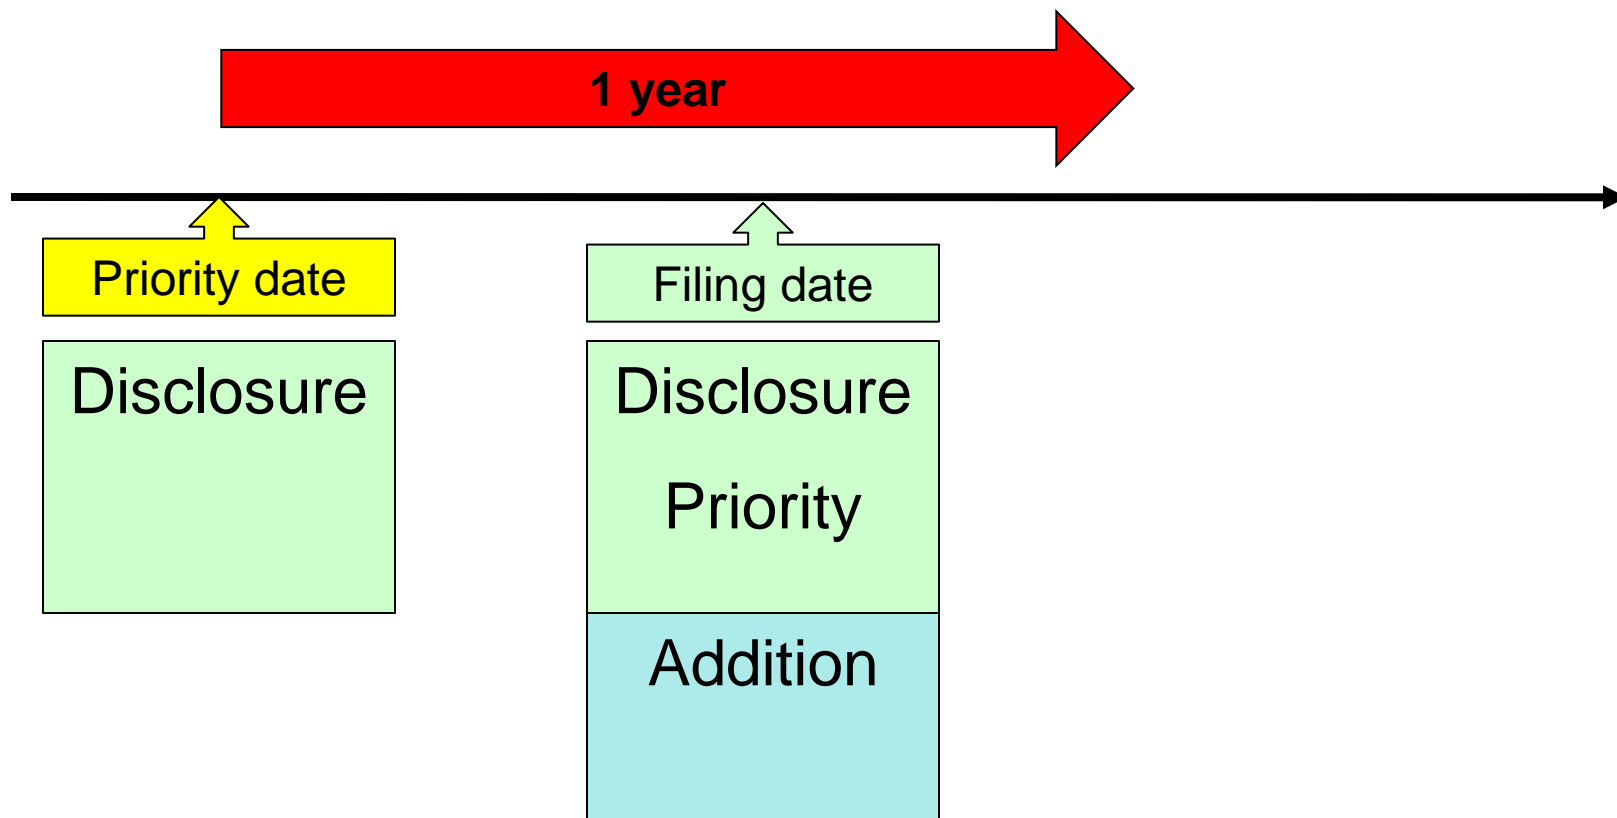 1 year
Priority date
Filing date
Disclosure
Disclosure
Priority
Addition